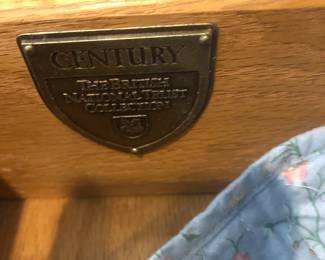 CENTURY
THE BRITISH
NATIONAL TRUST
COLLECTION